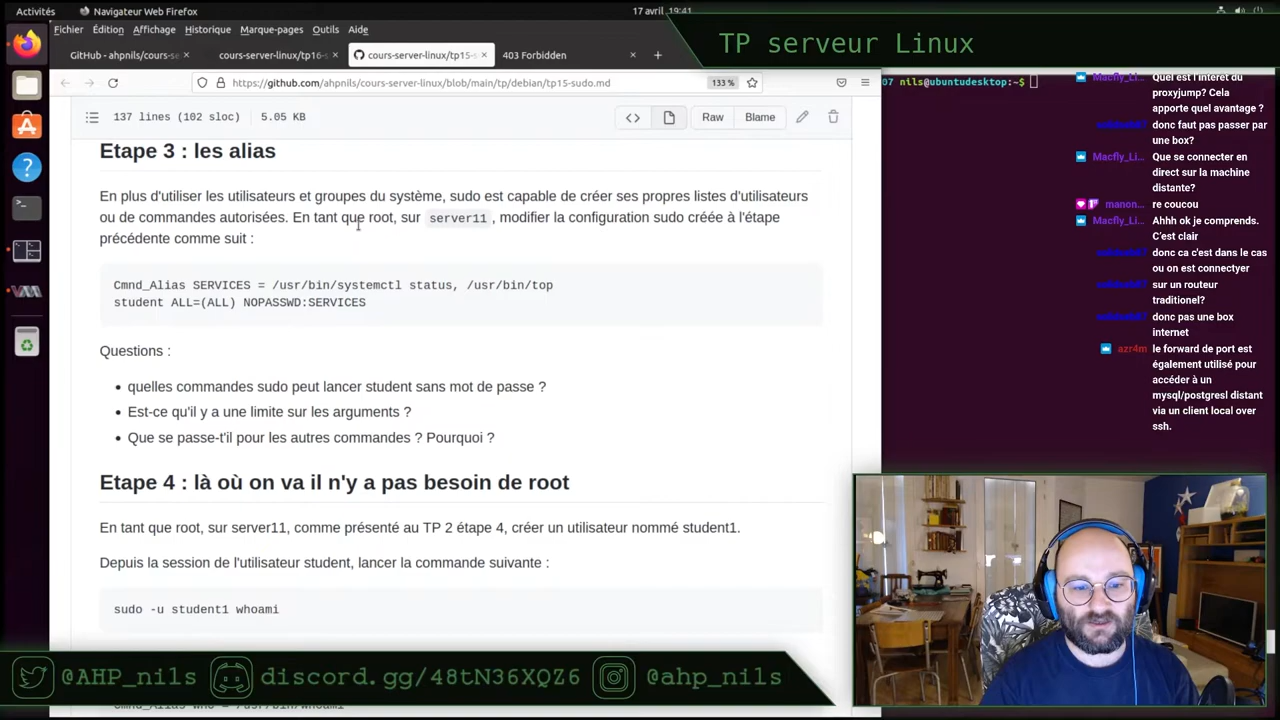 Activités
Navigateur Web Firefox
17 avril 19:41
TP serveur Linux
Fichier Édition Affichage Historique Marque-pages Outils Aide
GitHub - ahpnils/cours-se
cours-server-linux/tp16-s
cours-server-linux/tp15-s
403 Forbidden
https://github.com/ahpnils/cours-server-linux/blob/main/tp/debian/tp15-sudo.md
133 %
137 lines (102 sloc) 5.05 KB
Raw Blame
Etape 3 : les alias
En plus d'utiliser les utilisateurs et groupes du système, sudo est capable de créer ses propres listes d'utilisateurs
ou de commandes autorisées. En tant que root, sur server11 , modifier la configuration sudo créée à l'étape
précédente comme suit :
Cmnd_Alias SERVICES = /usr/bin/systemctl status, /usr/bin/top
student ALL=(ALL) NOPASSWD:SERVICES
Questions :
• quelles commandes sudo peut lancer student sans mot de passe ?
• Est-ce qu'il y a une limite sur les arguments ?
• Que se passe-t'il pour les autres commandes ? Pourquoi ?
Etape 4 : là où on va il n'y a pas besoin de root
En tant que root, sur server11, comme présenté au TP 2 étape 4, créer un utilisateur nommé student1.
Depuis la session de l'utilisateur student, lancer la commande suivante :
sudo -u student1 whoami
07 nils@ubuntudesktop:~$
Macfly_Li... Quel est l'interet du
proxyjump? Cela
apporte quel avantage ?
donc faut pas passer par
une box?
Macfly_Li... Que se connecter en
direct sur la machine
distante?
manon... re coucou
Macfly_Li... Ahhh ok je comprends.
C'est clair
donc ca c'est dans le cas
ou on est connectyer
sur un routeur
traditionel?
donc pas une box
internet
azr4m le forward de port est
également utilisé pour
accéder à un
mysql/postgresl distant
via un client local over
ssh.
@AHP_nils
discord.gg/48tN36XQZ6
@ahp_nils